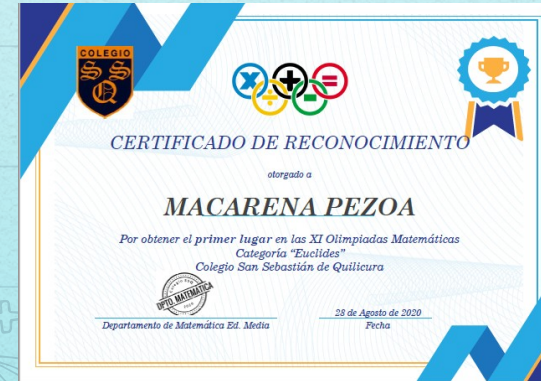 COLEGIO
SS
Q
CERTIFICADO DE RECONOCIMIENTO
otorgado a
MACARENA PEZOA
Por obtener el primer lugar en las XI Olimpiadas Matemáticas
Categoría “Euclides”
Colegio San Sebastián de Quilicura
DPTO. MATEMÁTICA
28 de Agosto de 2020
Departamento de Matemática Ed. Media
Fecha